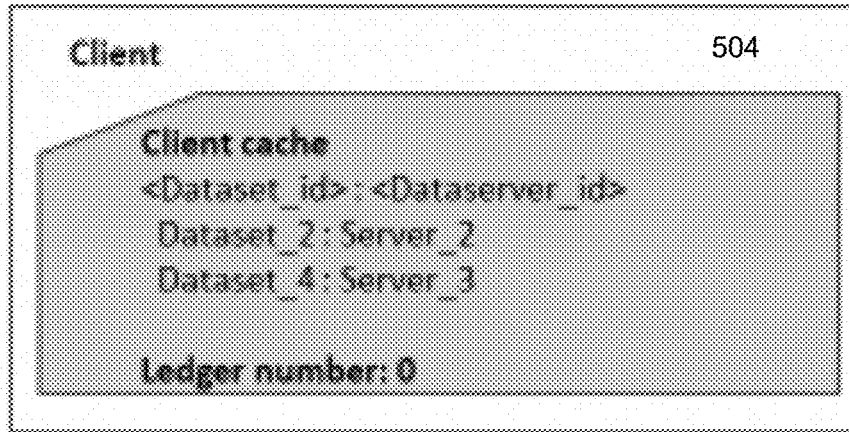 Client 504
Client cache
<Dataset_id> : <Dataserver_id>
Dataset_2 : Server_2
Dataset_4 : Server_3
Ledger number: 0